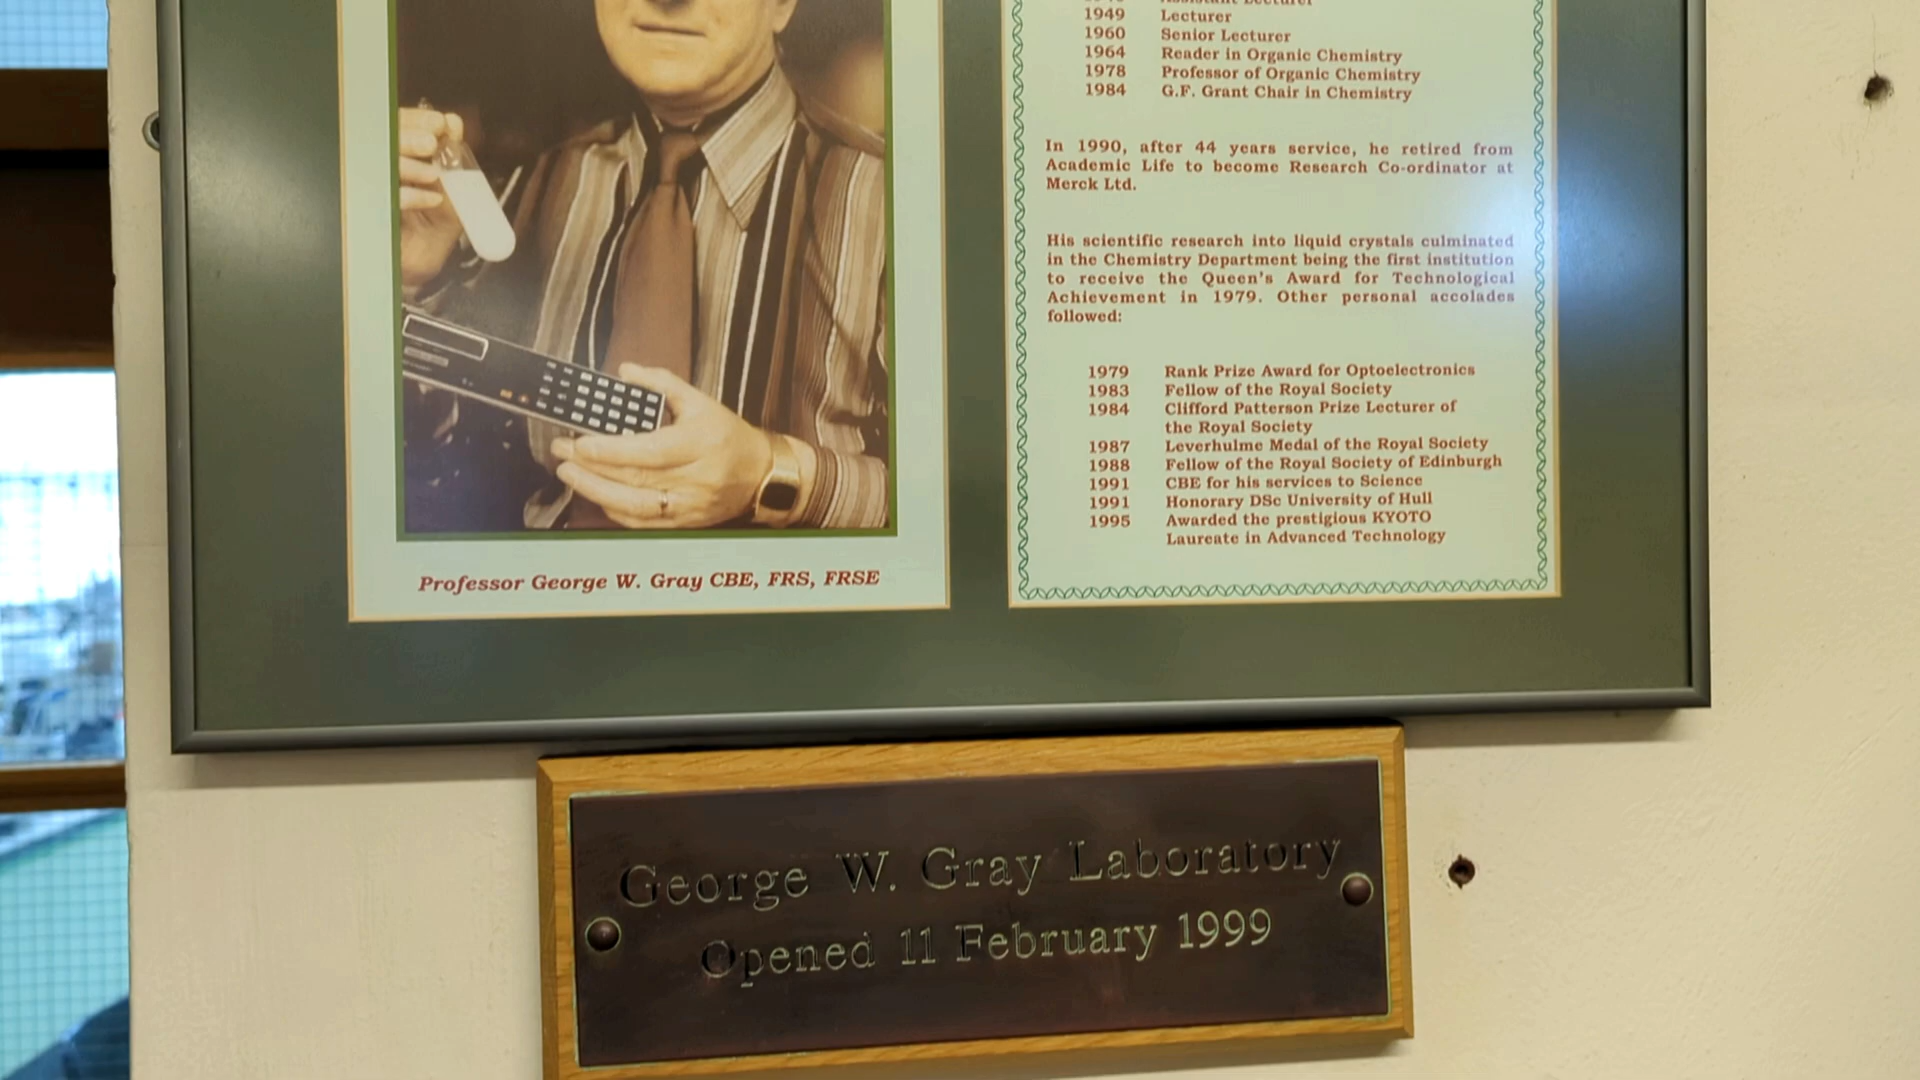 Professor George W. Gray CBE, FRS, FRSE
Assistant Lecturer
1949 Lecturer
1960 Senior Lecturer
1964 Reader in Organic Chemistry
1978 Professor of Organic Chemistry
1984 G.F. Grant Chair in Chemistry
In 1990, after 44 years service, he retired from
Academic Life to become Research Co-ordinator at
Merck Ltd.
His scientific research into liquid crystals culminated
in the Chemistry Department being the first institution
to receive the Queen's Award for Technological
Achievement in 1979. Other personal accolades
followed:
1979 Rank Prize Award for Optoelectronics
1983 Fellow of the Royal Society
1984 Clifford Patterson Prize Lecturer of
the Royal Society
1987 Leverhulme Medal of the Royal Society
1988 Fellow of the Royal Society of Edinburgh
1991 CBE for his services to Science
1991 Honorary DSc University of Hull
1995 Awarded the prestigious KYOTO
Laureate in Advanced Technology
George W. Gray Laboratory
Opened 11 February 1999